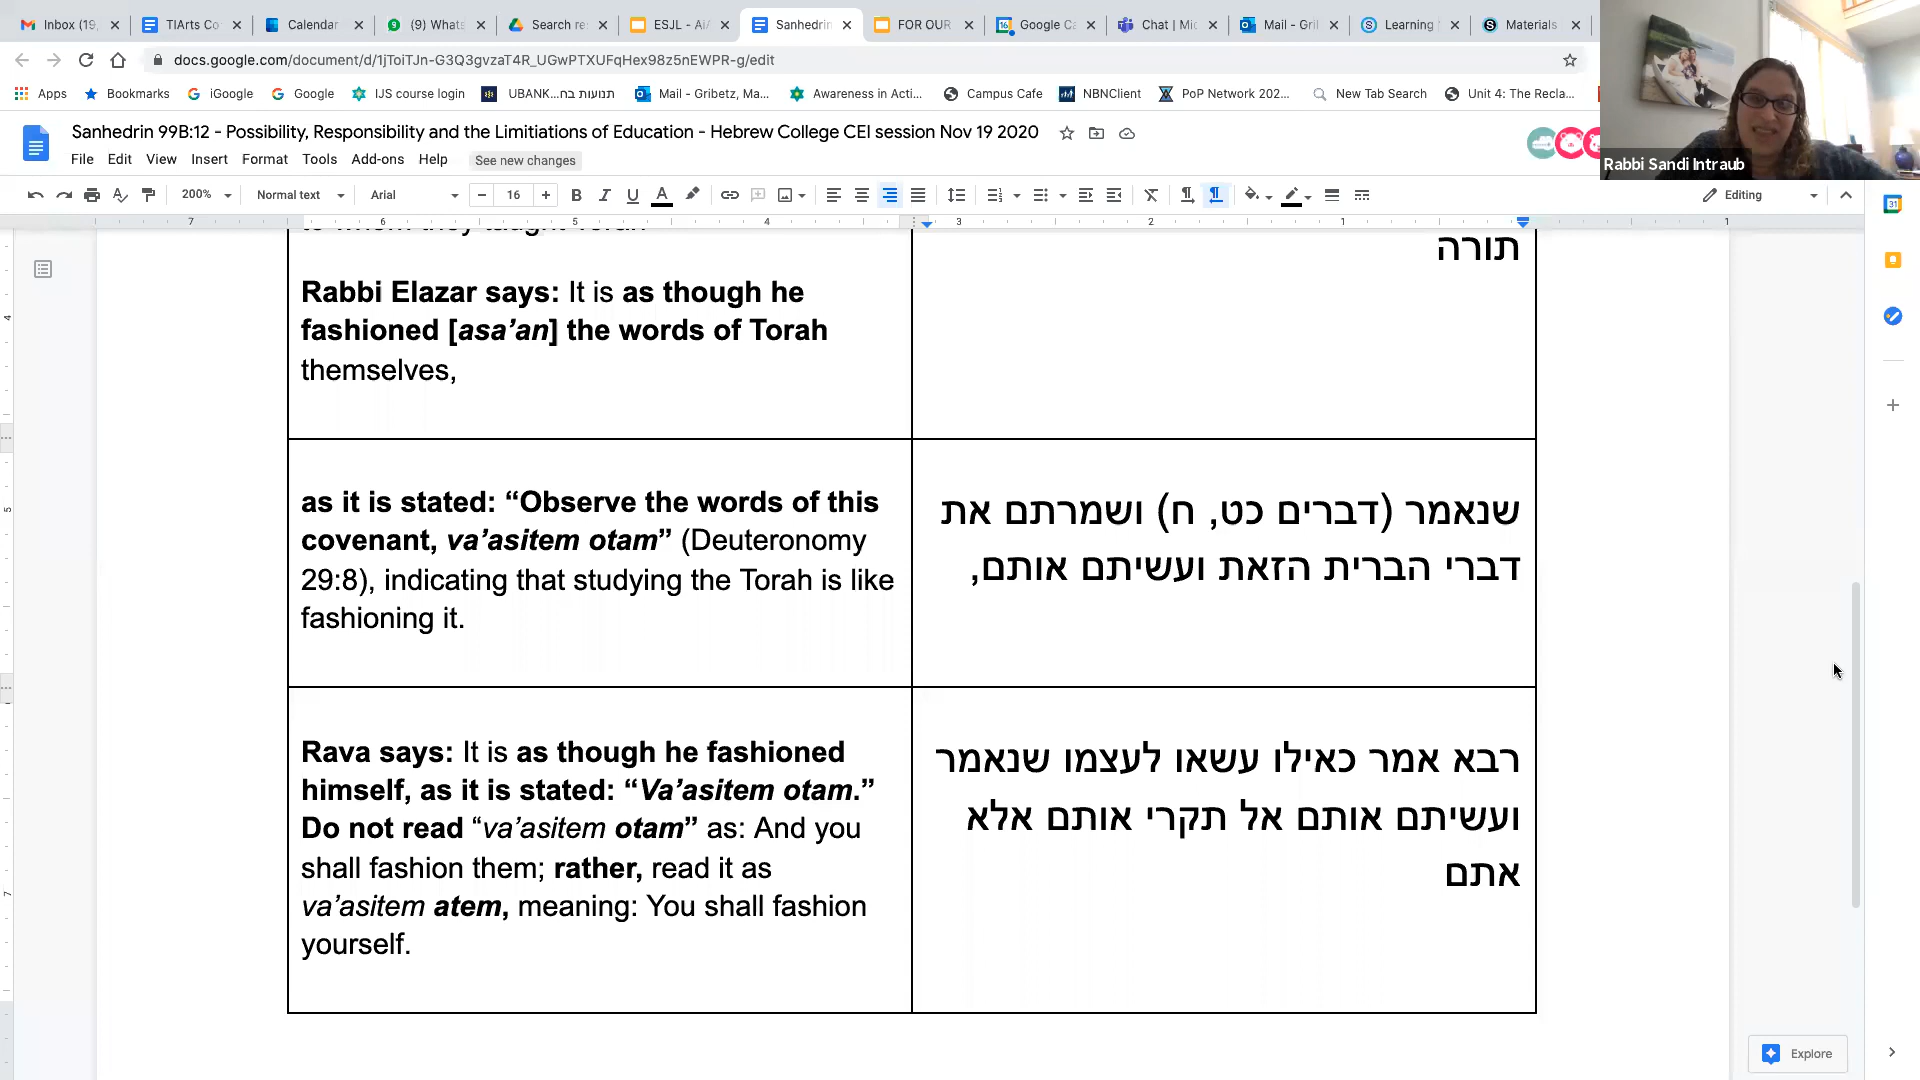 Inbox (19,
TIArts Co
Calendar
(9) Whats
Search re
ESJL - Ai/
Sanhedrin
FOR OUR
Google Ca
Chat | Mic
Mail - Gri
Learning
Materials
docs.google.com/document/d/1jToiTJn-G3Q3gvzaT4R_UGwPTXUFqHex98z5nEWPR-g/edit
Apps
Bookmarks
iGoogle
Google
IJS course login
UBANK...תנועות בח
Mail - Gribetz, Ma...
Awareness in Acti...
Campus Cafe
NBNClient
PoP Network 202...
New Tab Search
Unit 4: The Recla...
Rabbi Sandi Intraub
Sanhedrin 99B:12 - Possibility, Responsibility and the Limitiations of Education - Hebrew College CEI session Nov 19 2020
File Edit View Insert Format Tools Add-ons Help See new changes
200% Normal text Arial 16 B I U A Editing
7 6 5 4 3 2 1 1
תורה
Rabbi Elazar says: It is as though he
fashioned [asa’an] the words of Torah
themselves,
as it is stated: “Observe the words of this
covenant, va’asitem otam” (Deuteronomy
29:8), indicating that studying the Torah is like
fashioning it.
שנאמר (דברים כט, ח) ושמרתם את
דברי הברית הזאת ועשיתם אותם,
Rava says: It is as though he fashioned
himself, as it is stated: “Va’asitem otam.”
Do not read “va’asitem otam” as: And you
shall fashion them; rather, read it as
va’asitem atem, meaning: You shall fashion
yourself.
רבא אמר כאילו עשאו לעצמו שנאמר
ועשיתם אותם אל תקרי אותם אלא
אתם
Explore